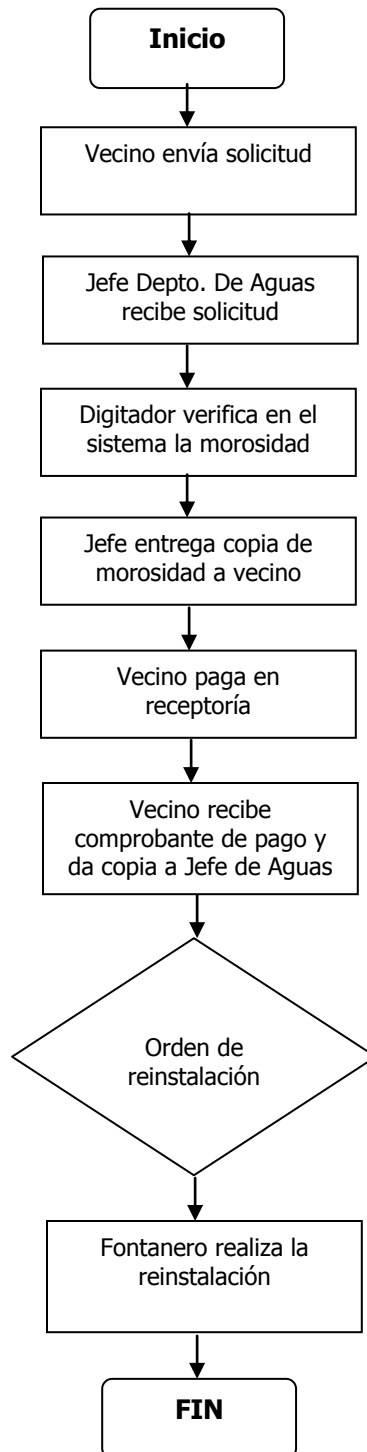 Inicio
Vecino envía solicitud
Jefe Depto. De Aguas
recibe solicitud
Digitador verifica en el
sistema la morosidad
Jefe entrega copia de
morosidad a vecino
Vecino paga en
receptoría
Vecino recibe
comprobante de pago y
da copia a Jefe de Aguas
Orden de
reinstalación
Fontanero realiza la
reinstalación
FIN